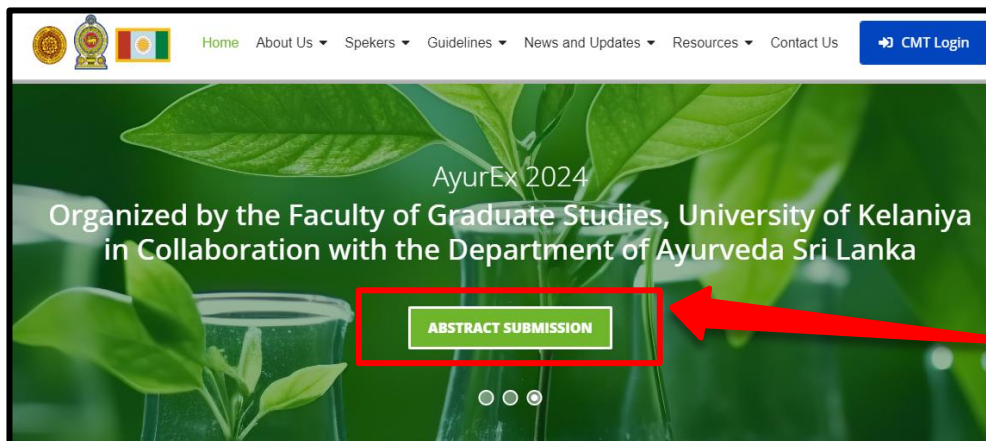 Home About Us Spekers Guidelines News and Updates Resources Contact Us CMT Login
AyurEx 2024
Organized by the Faculty of Graduate Studies, University of Kelaniya
in Collaboration with the Department of Ayurveda Sri Lanka
ABSTRACT SUBMISSION